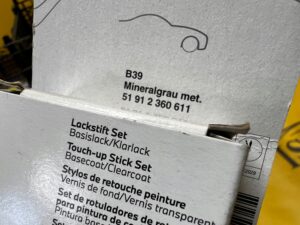 B39
Mineralgrau met.
51 91 2 360 611
Lackstift Set
Basislack/Klarlack
Touch-up Stick Set
Basecoat/Clearcoat
Stylos de retouche peinture
Vernis de fond/Vernis transparent
Set de rotuladores de retoque
para pintura de
Pintura